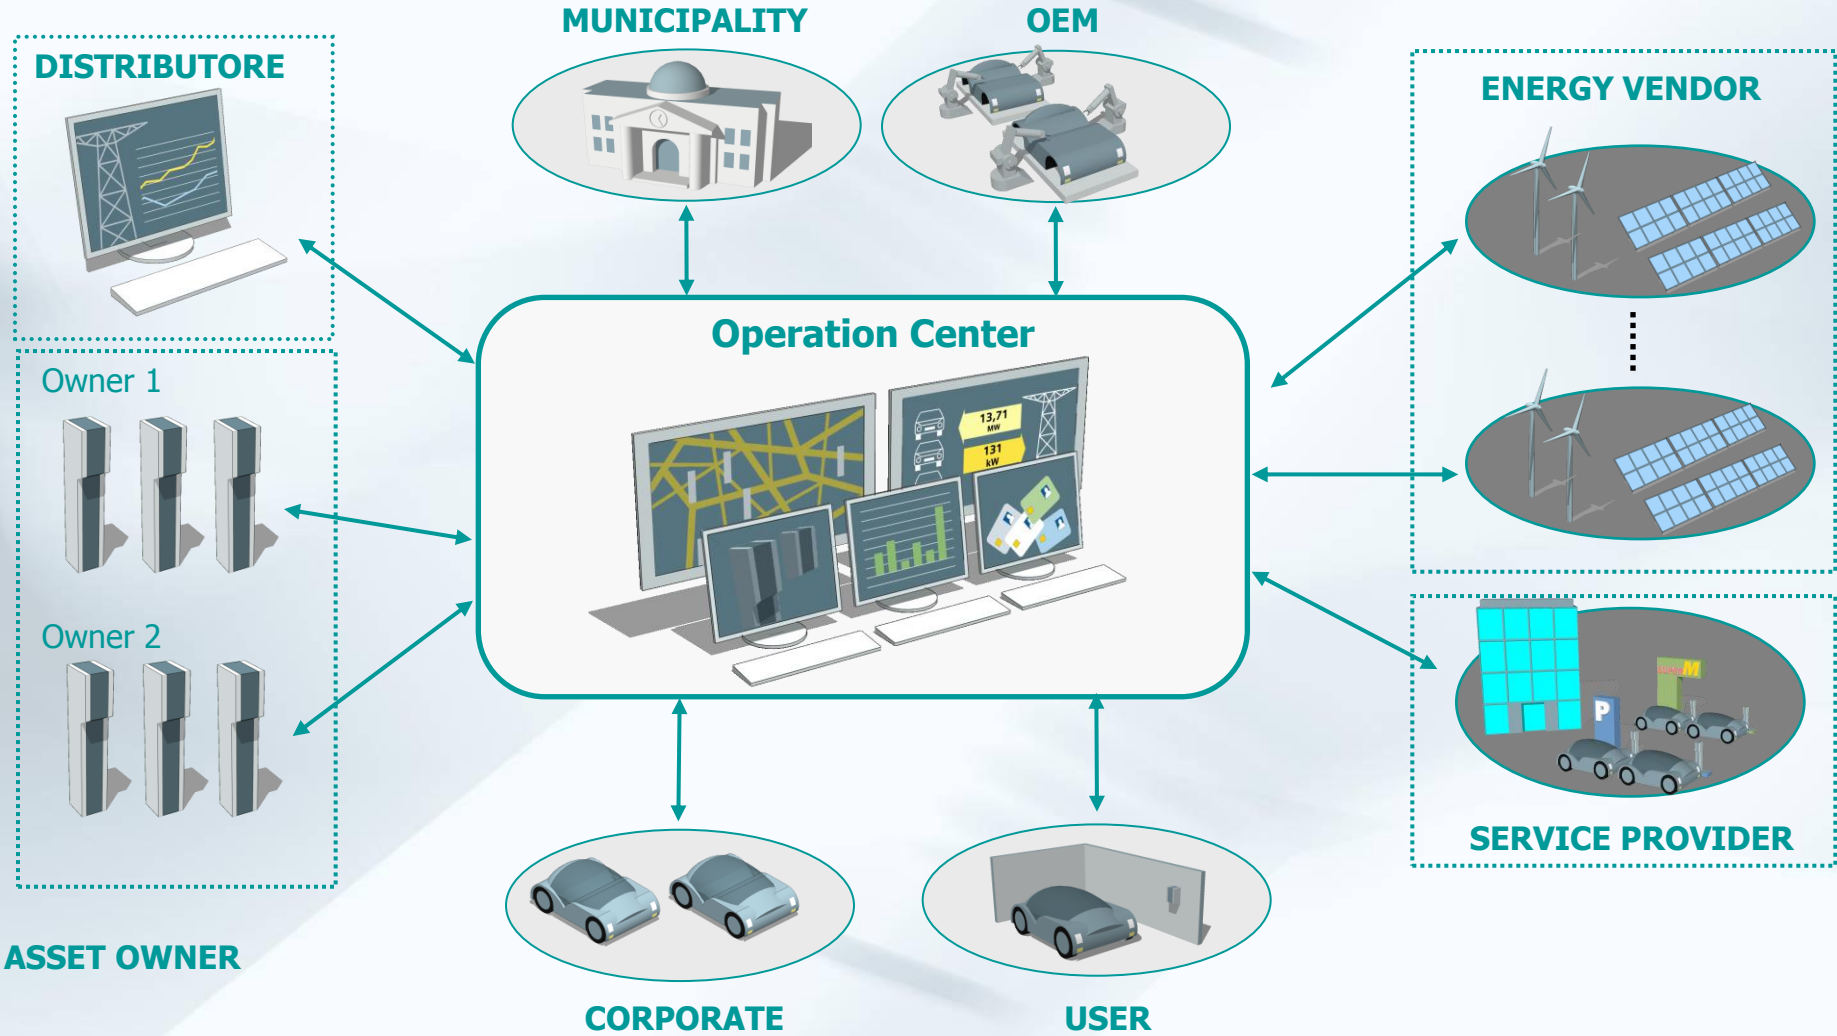 MUNICIPALITY
OEM
DISTRIBUTORE
ENERGY VENDOR
Operation Center
Owner 1
13,71
MW
131
kW
Owner 2
M
P
SERVICE PROVIDER
ASSET OWNER
CORPORATE
USER